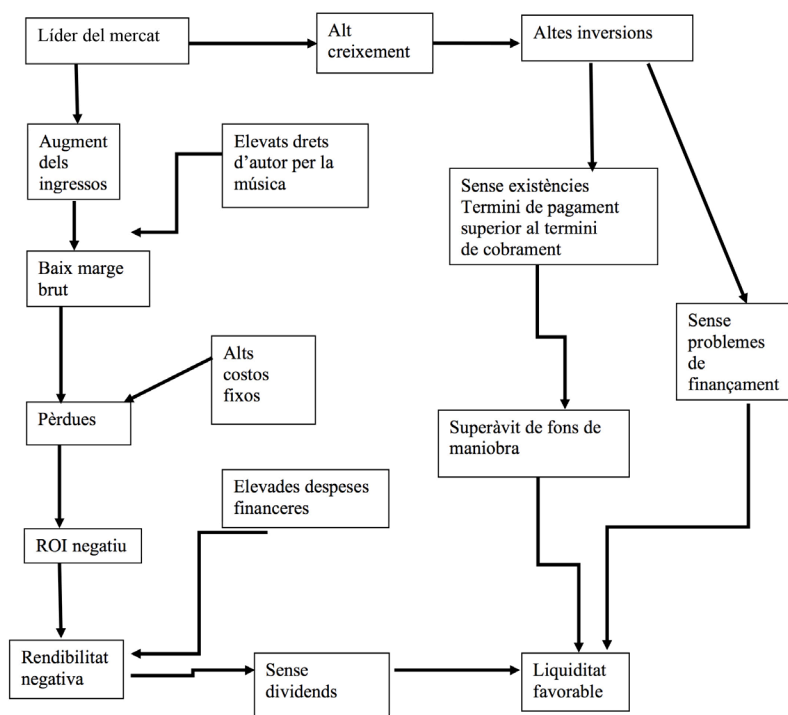 Líder del mercat
Alt
creixement
Altes inversions
Augment
dels
ingressos
Elevats drets
d’autor per la
música
Sense existències
Termini de pagament
superior al termini
de cobrament
Baix marge
brut
Sense
problemes
de
finançament
Alts
costos
fixos
Pèrdues
Superàvit de fons de
maniobra
Elevades despeses
financeres
ROI negatiu
Rendibilitat
negativa
Sense
dividends
Liquiditat
favorable